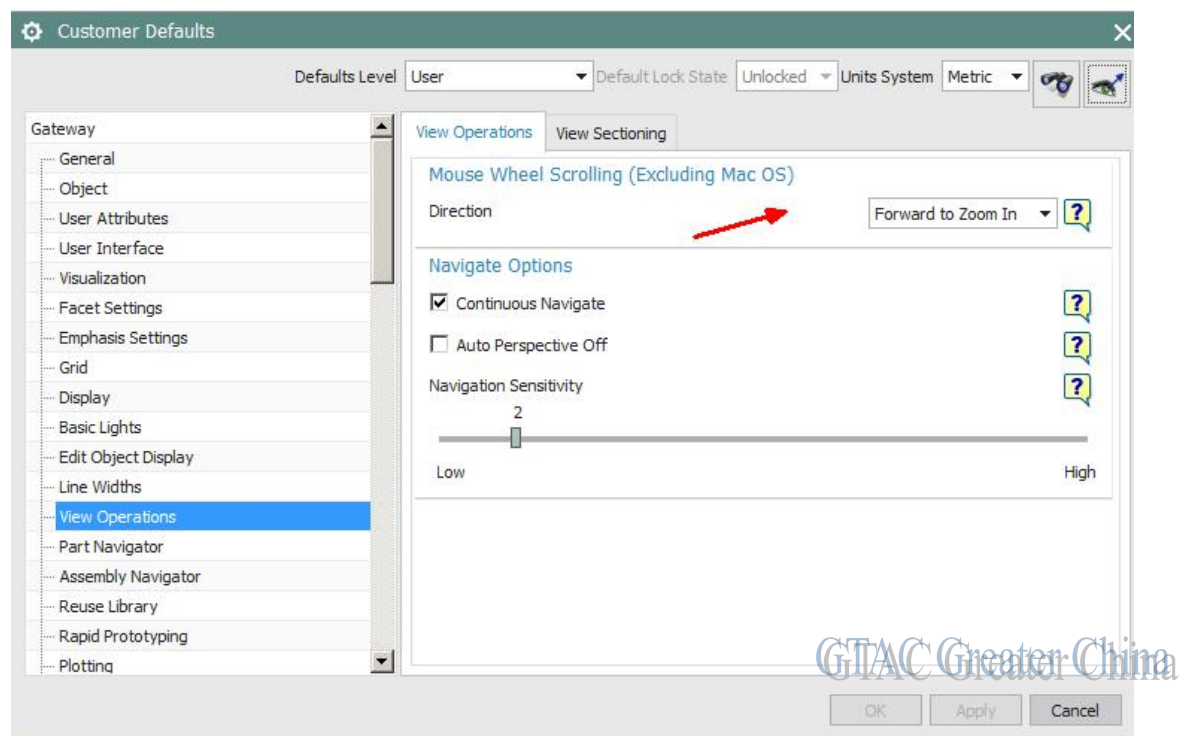 Customer Defaults
Defaults Level User Default Lock State Unlocked Units System Metric
Gateway
General
Object
User Attributes
User Interface
Visualization
Facet Settings
Emphasis Settings
Grid
Display
Basic Lights
Edit Object Display
Line Widths
View Operations
Part Navigator
Assembly Navigator
Reuse Library
Rapid Prototyping
Plotting
View Operations View Sectioning
Mouse Wheel Scrolling (Excluding Mac OS)
Direction Forward to Zoom In ?
Navigate Options
Continuous Navigate ?
Auto Perspective Off ?
Navigation Sensitivity ?
2
Low High
GTAC Greater China
OK Apply Cancel